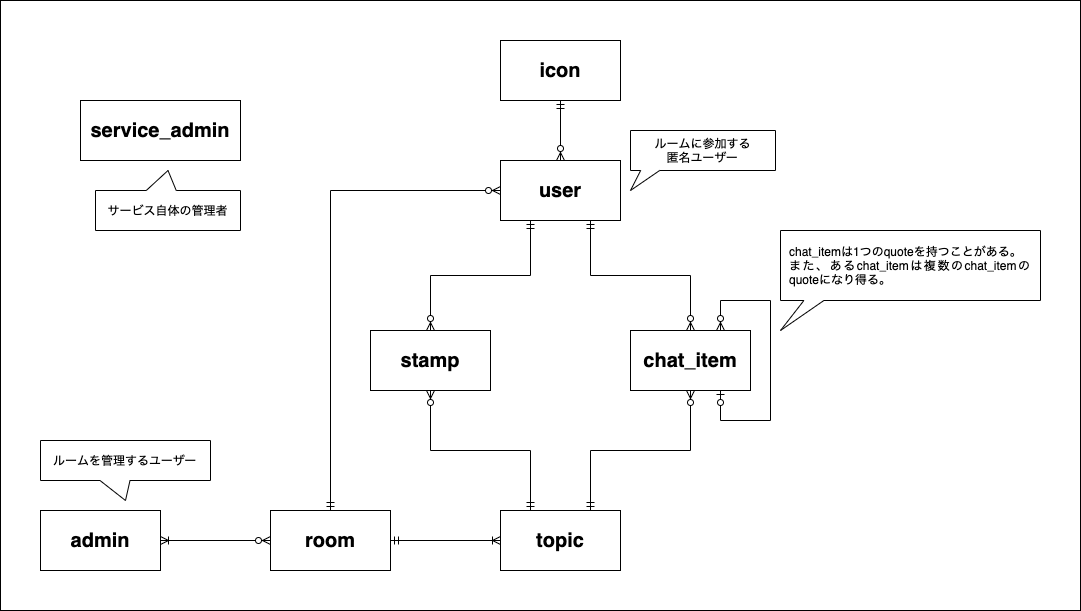 icon
service_admin
ルームに参加する
匿名ユーザー
user
サービス自体の管理者
chat_itemは1つのquoteを持つことがある。
また、あるchat_itemは複数のchat_itemの
quoteになり得る。
stamp
chat_item
ルームを管理するユーザー
admin
room
topic